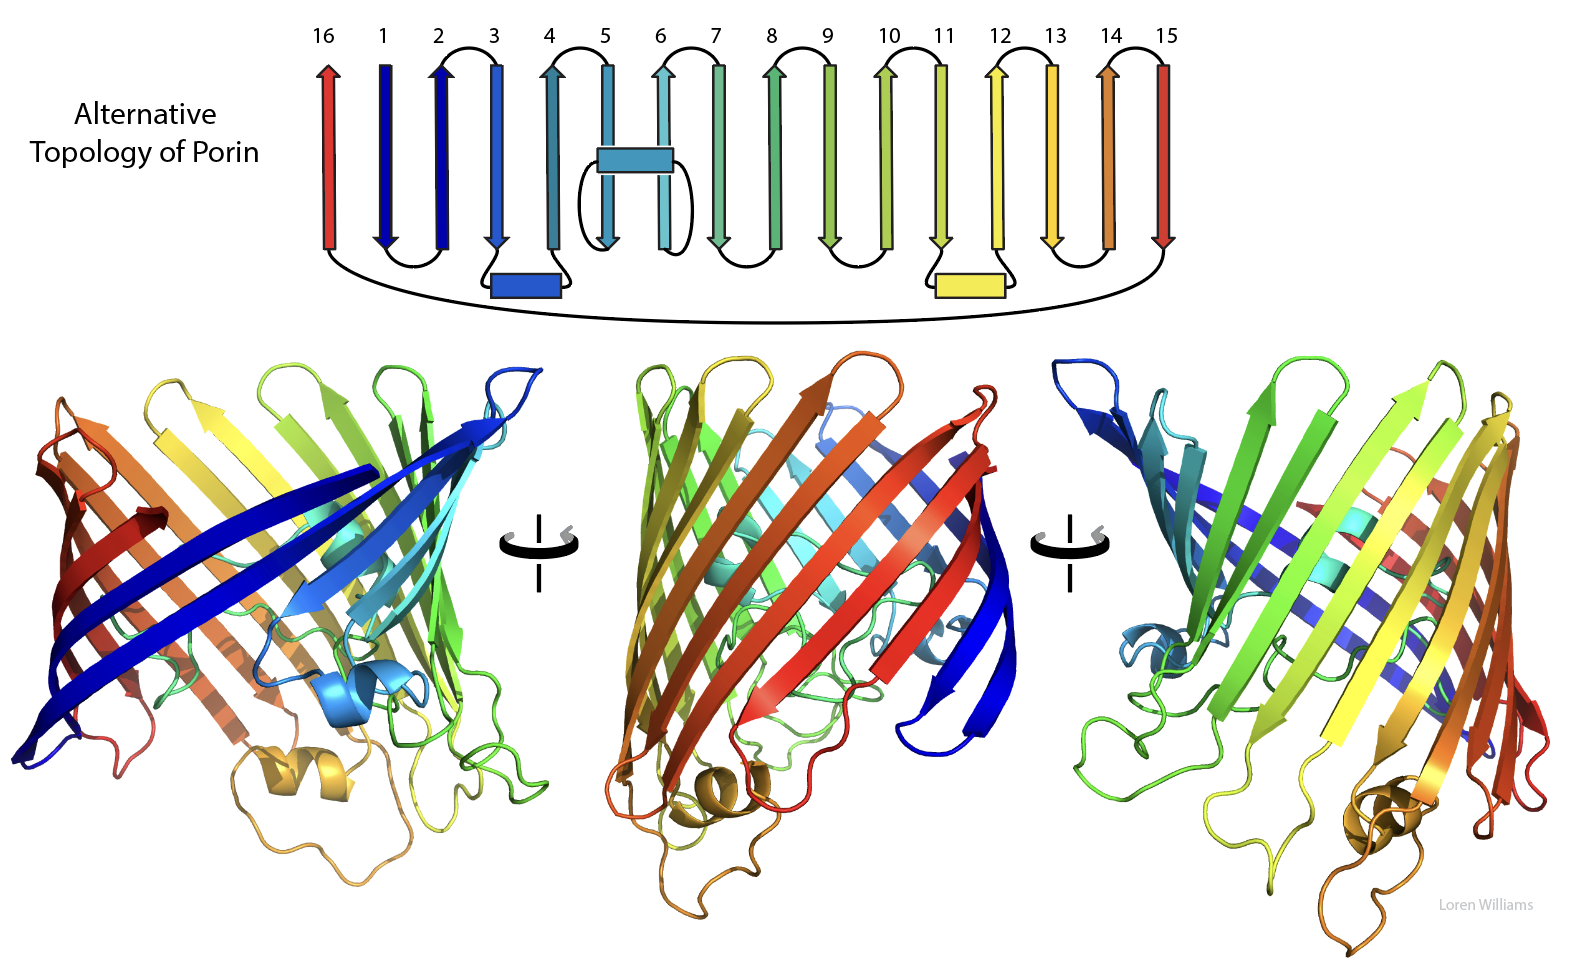 16 1 2 3 4 5 6 7 8 9 10 11 12 13 14 15
Alternative
Topology of Porin
Loren Williams